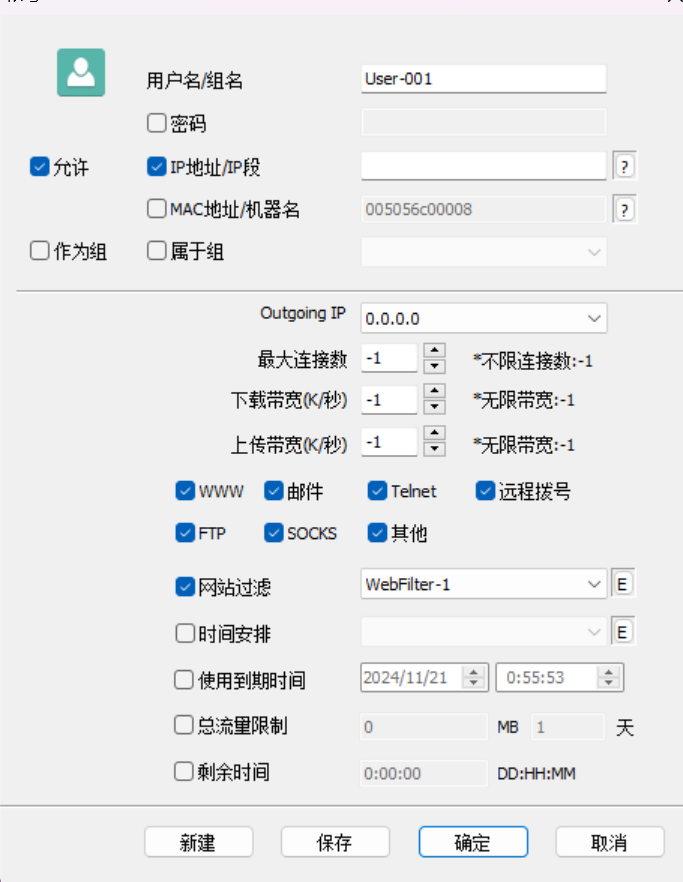 用户名/组名 User-001
密码
允许 IP地址/IP段 ?
MAC地址/机器名 005056c00008 ?
作为组 属于组
Outgoing IP 0.0.0.0
最大连接数 -1 *不限连接数:-1
下载带宽(K/秒) -1 *无限带宽:-1
上传带宽(K/秒) -1 *无限带宽:-1
WWW 邮件 Telnet 远程拨号
FTP SOCKS 其他
网站过滤 WebFilter-1 E
时间安排 E
使用到期时间 2024/11/21 0:55:53
总流量限制 0 MB 1 天
剩余时间 0:00:00 DD:HH:MM
新建 保存 确定 取消